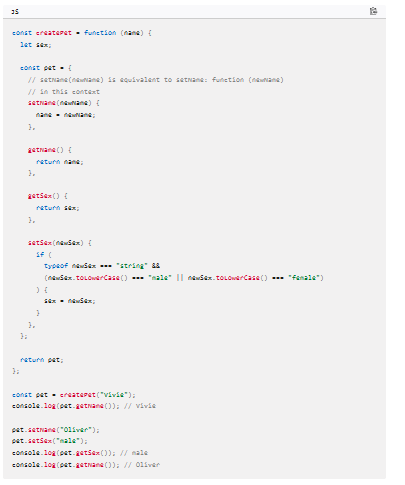 JS
const createPet = function (name) {
let sex;
const pet = {
// setName(newName) is equivalent to setName: function (newName)
// in this context
setName(newName) {
name = newName;
},
getName() {
return name;
},
getSex() {
return sex;
},
setSex(newSex) {
if (
typeof newSex === "string" &&
(newSex.toLowerCase() === "male" || newSex.toLowerCase() === "female")
) {
sex = newSex;
}
},
};
return pet;
};
const pet = createPet("Vivie");
console.log(pet.getName()); // Vivie
pet.setName("Oliver");
pet.setSex("male");
console.log(pet.getSex()); // male
console.log(pet.getName()); // Oliver